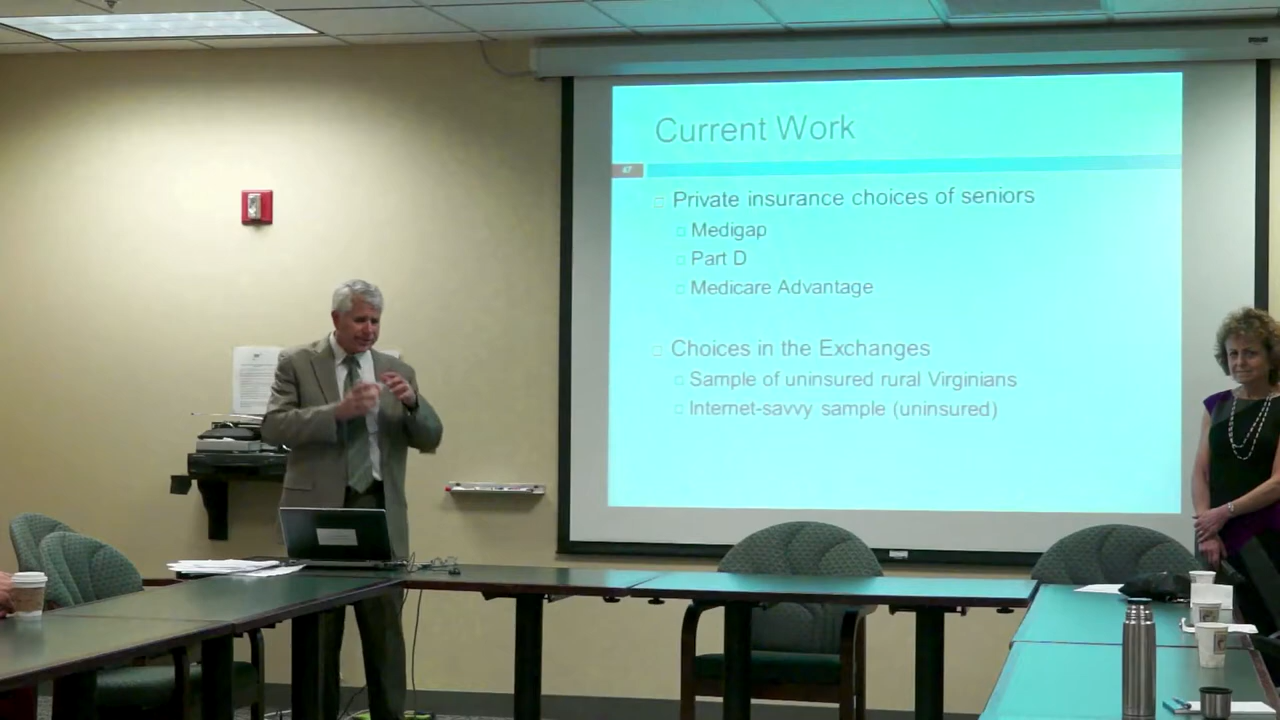 Current Work
47
Private insurance choices of seniors
Medigap
Part D
Medicare Advantage
Choices in the Exchanges
Sample of uninsured rural Virginians
Internet-savvy sample (uninsured)